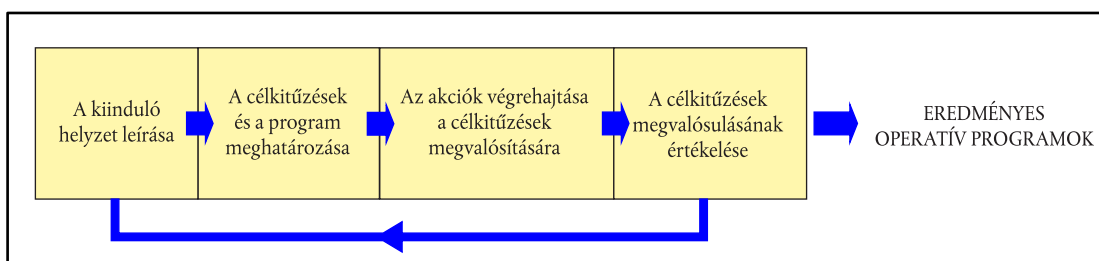 A kiinduló
helyzet leírása
A célkitűzések
és a program
meghatározása
Az akciók végrehajtása
a célkitűzések
megvalósítására
A célkitűzések
megvalósulásának
értékelése
EREDMÉNYES
OPERATÍV PROGRAMOK